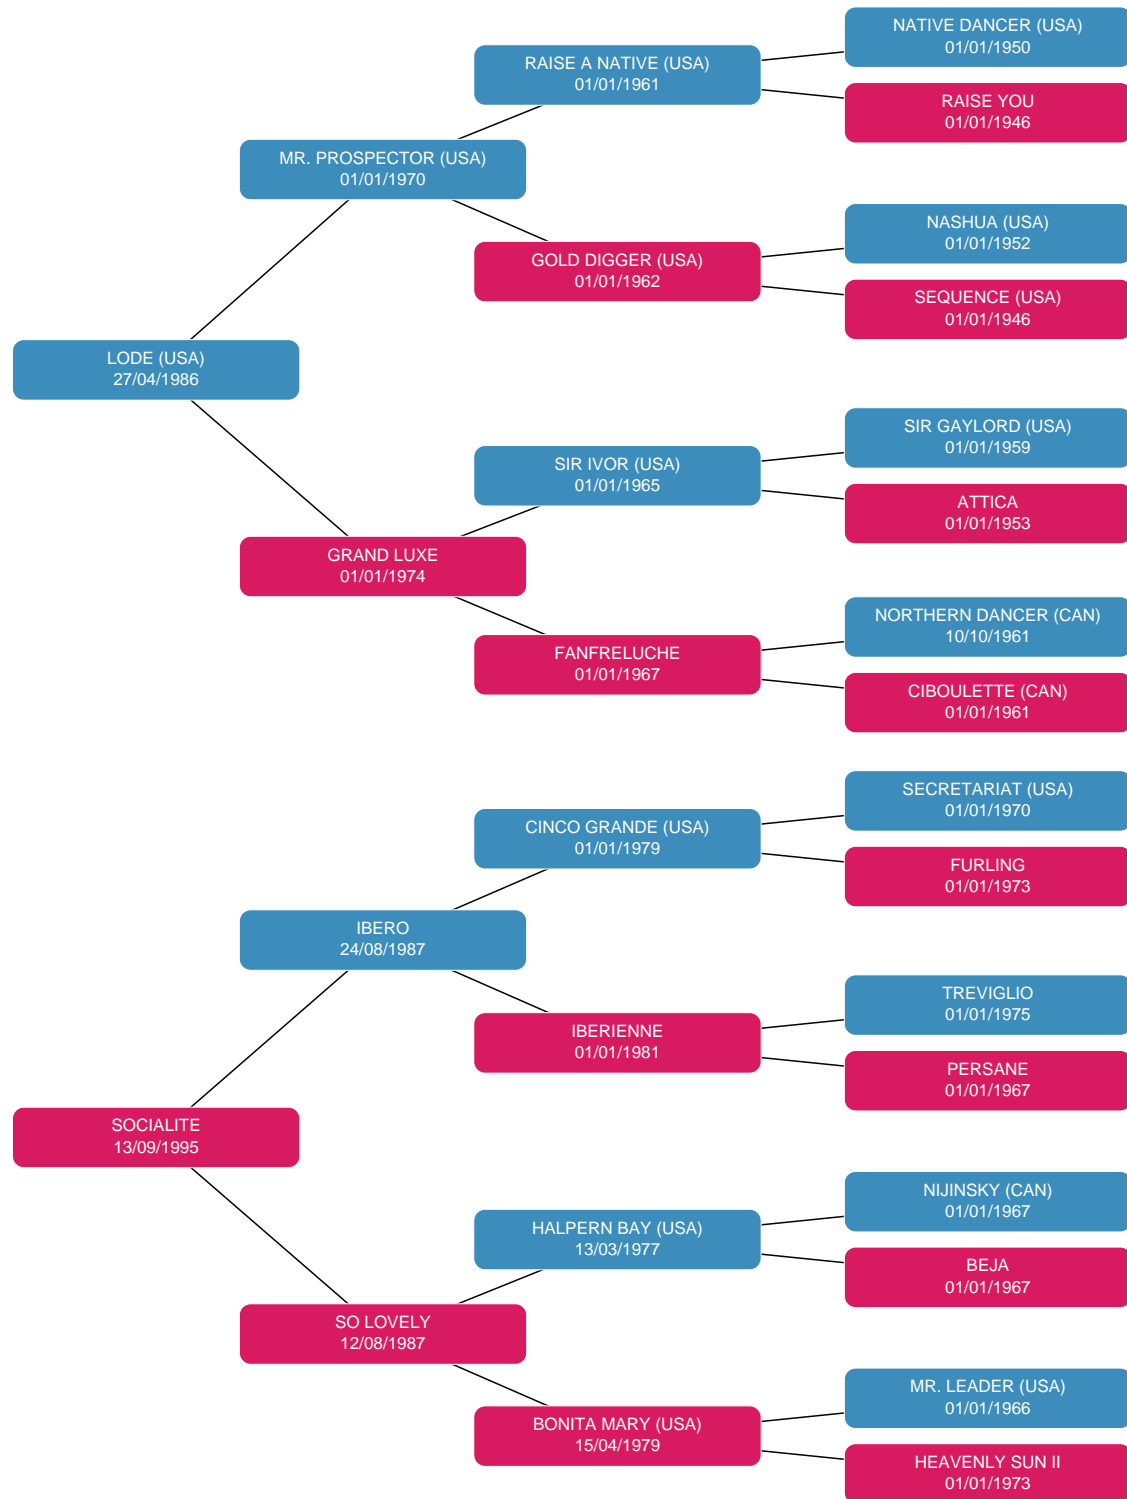 NATIVE DANCER (USA)
01/01/1950
RAISE A NATIVE (USA)
01/01/1961
RAISE YOU
01/01/1946
MR. PROSPECTOR (USA)
01/01/1970
NASHUA (USA)
01/01/1952
GOLD DIGGER (USA)
01/01/1962
SEQUENCE (USA)
01/01/1946
LODE (USA)
27/04/1986
SIR GAYLORD (USA)
01/01/1959
SIR IVOR (USA)
01/01/1965
ATTICA
01/01/1953
GRAND LUXE
01/01/1974
NORTHERN DANCER (CAN)
10/10/1961
FANFRELUCHE
01/01/1967
CIBOULETTE (CAN)
01/01/1961
SECRETARIAT (USA)
01/01/1970
CINCO GRANDE (USA)
01/01/1979
FURLING
01/01/1973
IBERO
24/08/1987
TREVIGLIO
01/01/1975
IBERIENNE
01/01/1981
PERSANE
01/01/1967
SOCIALITE
13/09/1995
NIJINSKY (CAN)
01/01/1967
HALPERN BAY (USA)
13/03/1977
BEJA
01/01/1967
SO LOVELY
12/08/1987
MR. LEADER (USA)
01/01/1966
BONITA MARY (USA)
15/04/1979
HEAVENLY SUN II
01/01/1973